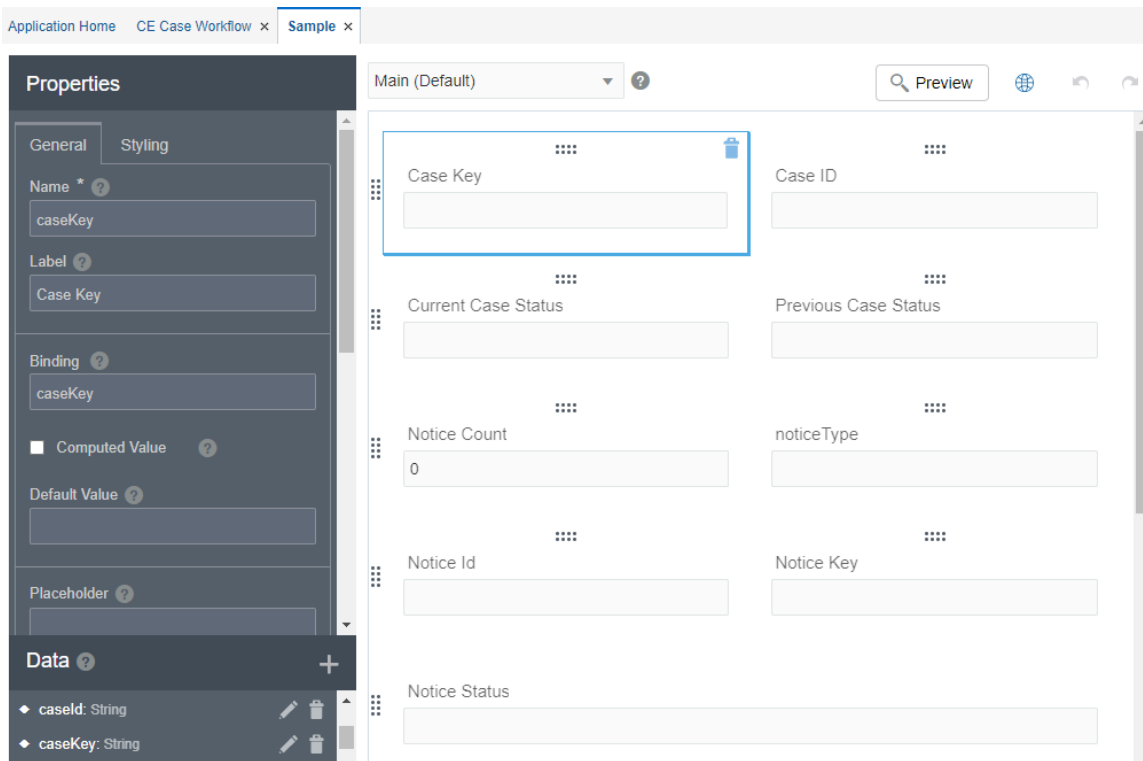 Application Home CE Case Workflow × Sample ×
Properties
General Styling
Name * ?
caseKey
Label ?
Case Key
Binding ?
caseKey
Computed Value ?
Default Value ?
Placeholder ?
Data ? +
caseId: String
caseKey: String
Main (Default) ?
Preview
Case Key Case ID
Current Case Status Previous Case Status
Notice Count noticeType
0
Notice Id Notice Key
Notice Status